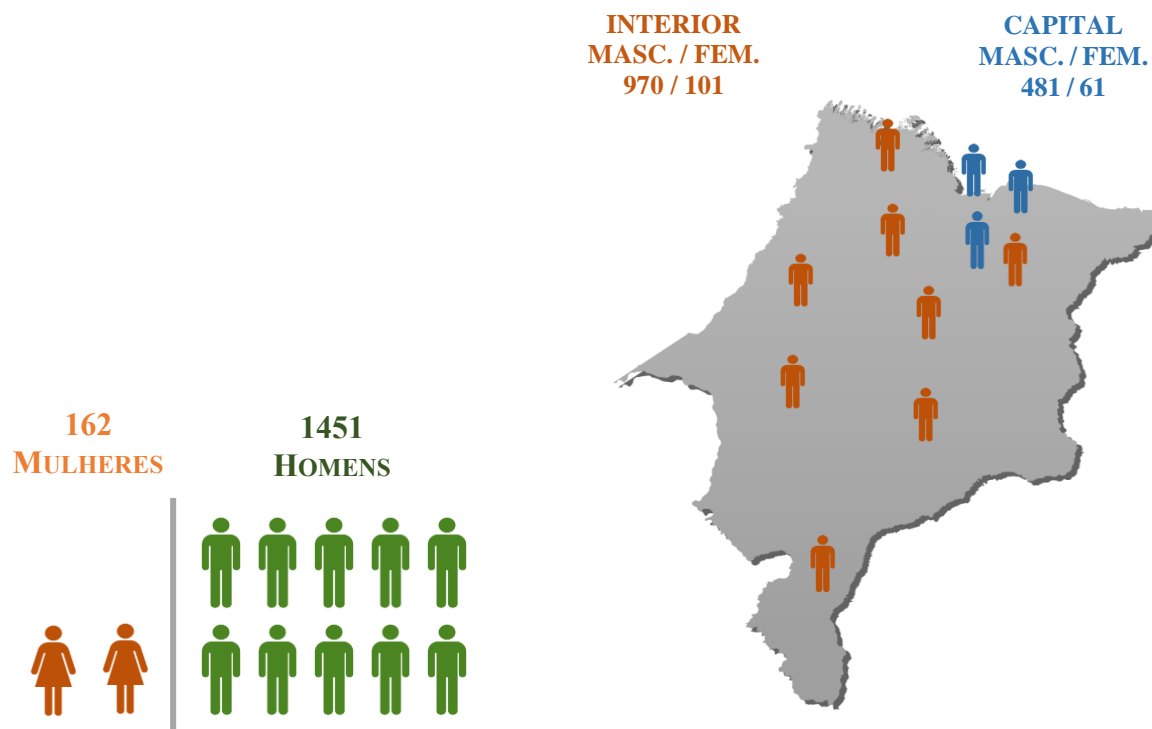 INTERIOR
MASC. / FEM.
970 / 101
CAPITAL
MASC. / FEM.
481 / 61
162
MULHERES
1451
HOMENS